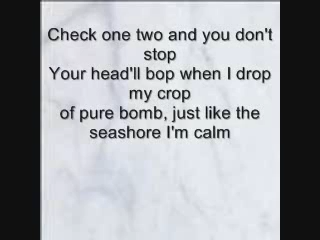 Check one two and you don't
stop
Your head'll bop when I drop
my crop
of pure bomb, just like the
seashore I'm calm